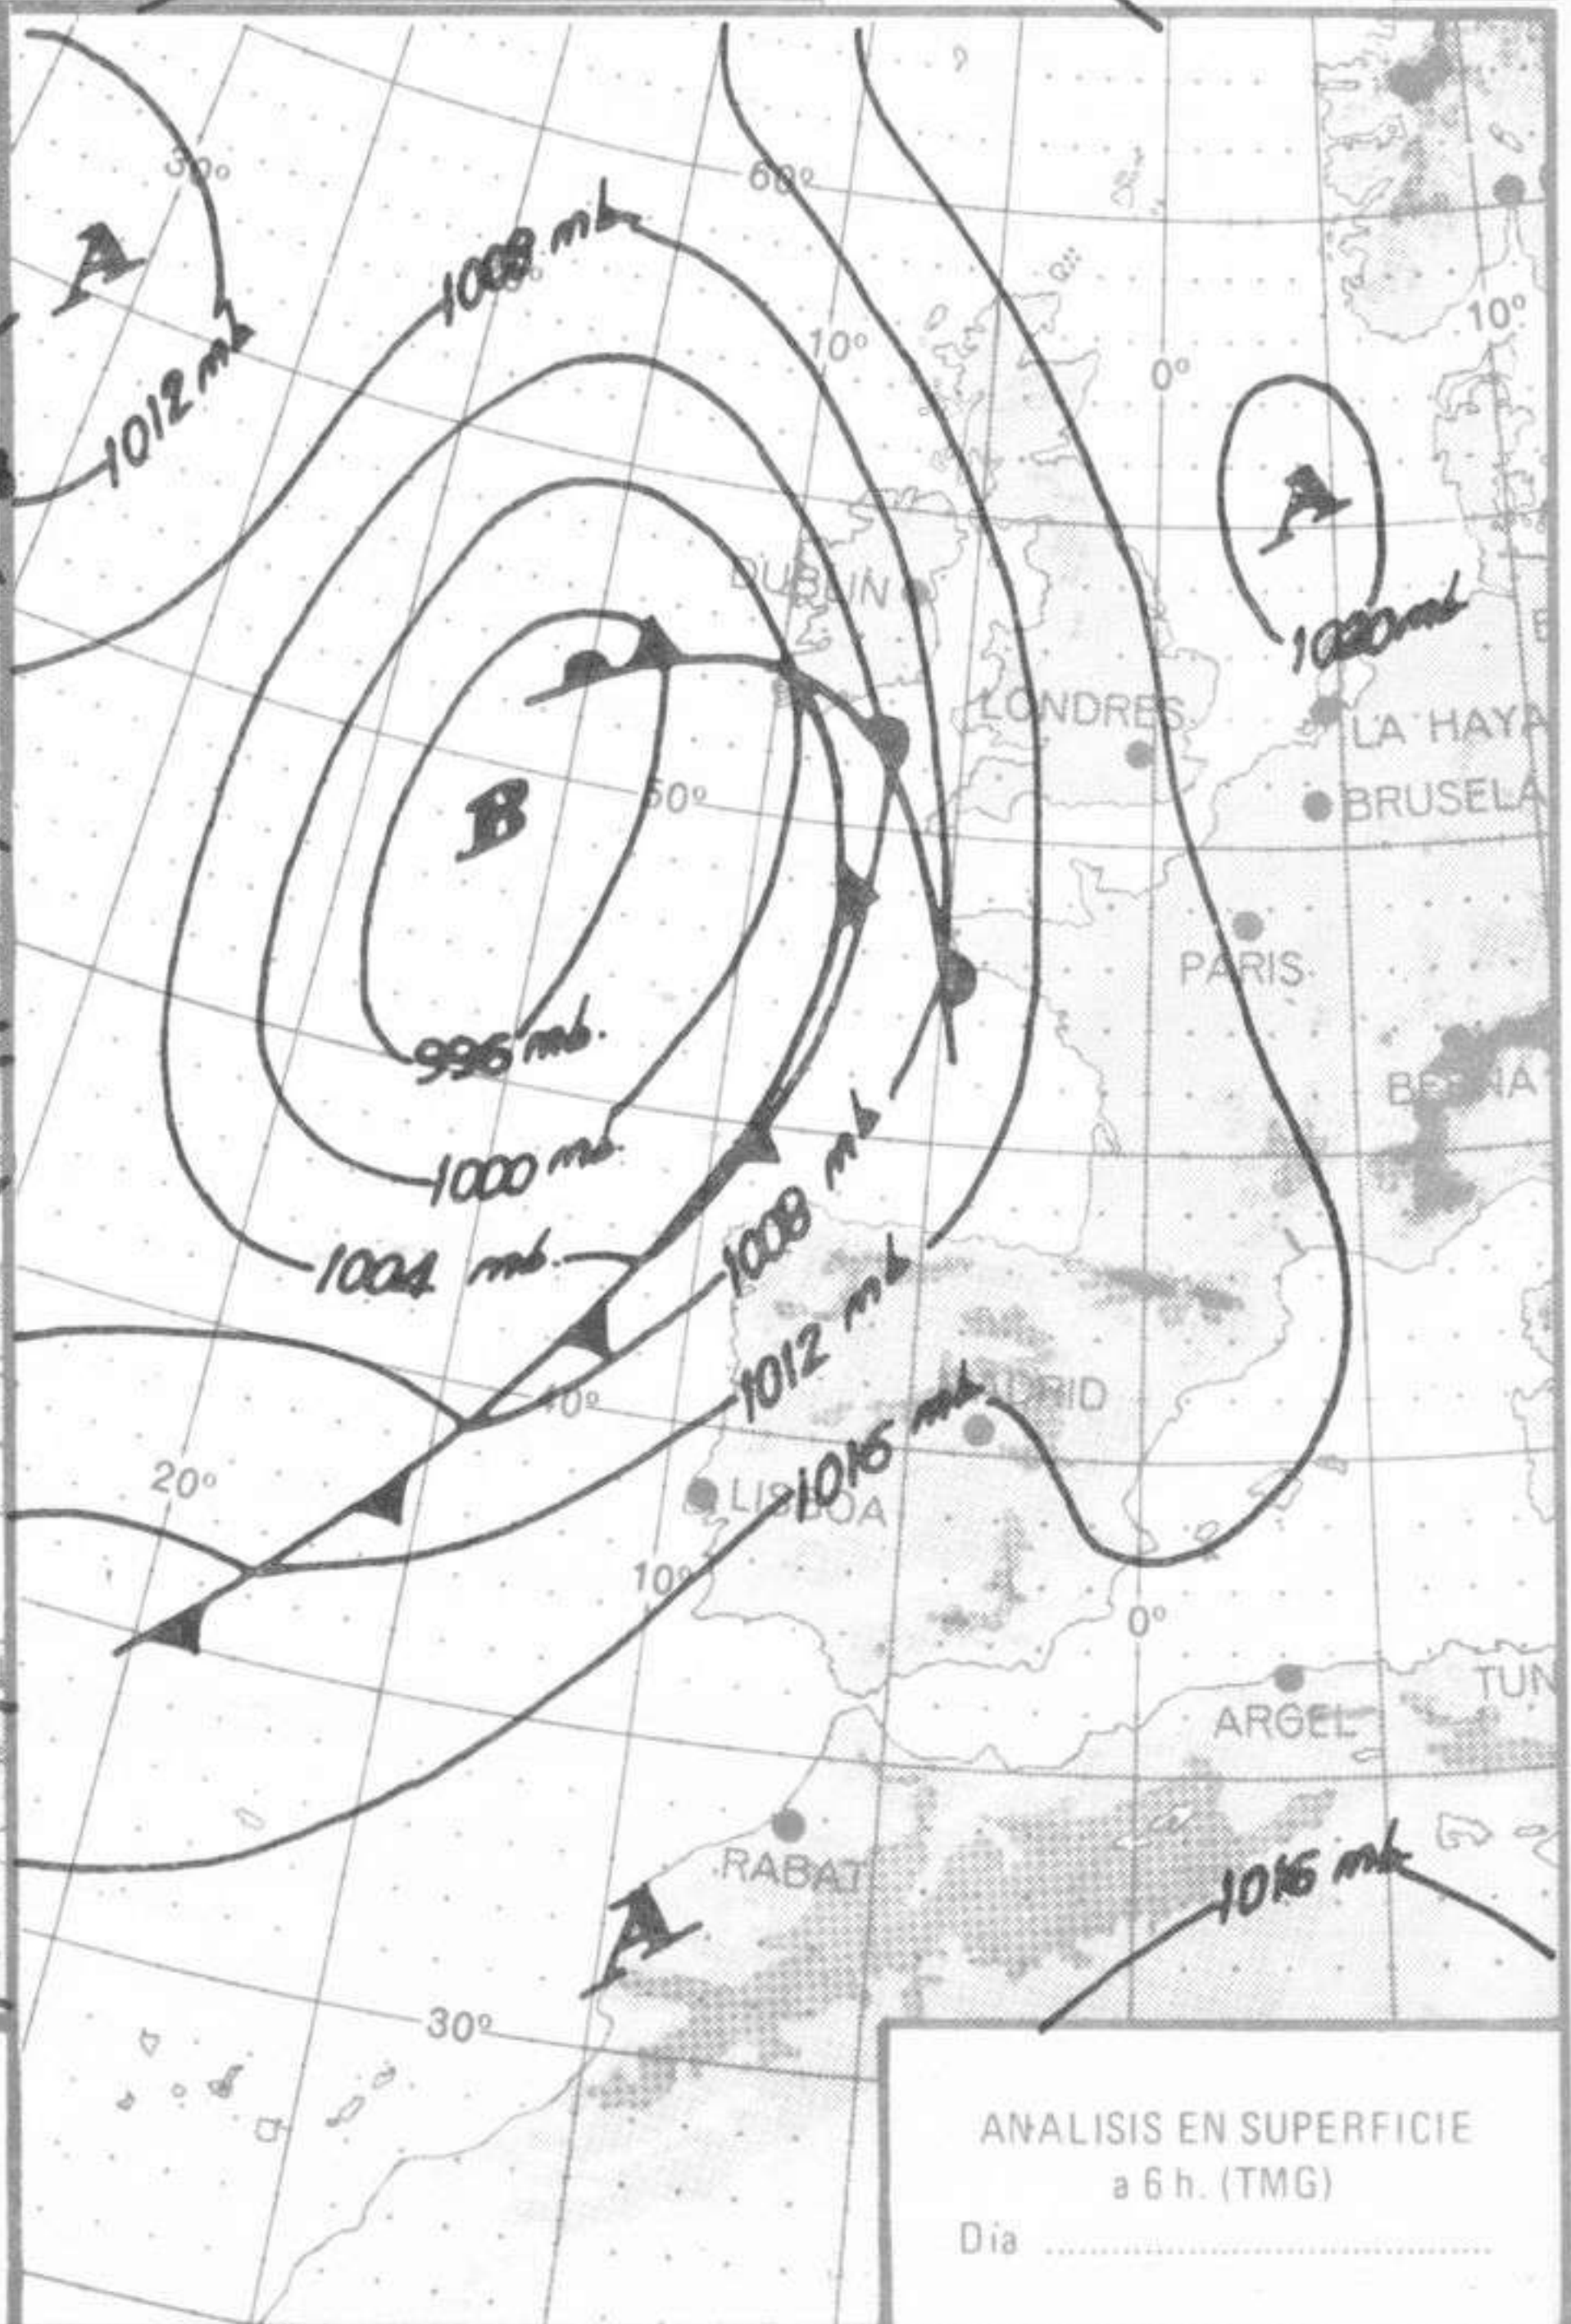 30º
60º
A
1008 mb.
10º
10º
0º
1012 mb
A
DUBLIN
1020 mb
LONDRES
LA HAYA
50º
B
BRUSELA
PARIS
996 mb.
BERNA
1000 mb.
1008 mb
1004 mb.
1012 mb
40º
MADRID
1016 mb
20º
LISBOA
10º
0º
ARGEL
TUN
RABAT
1016 mb
A
30º
ANALISIS EN SUPERFICIE
a 6 h. (TMG)
Dia